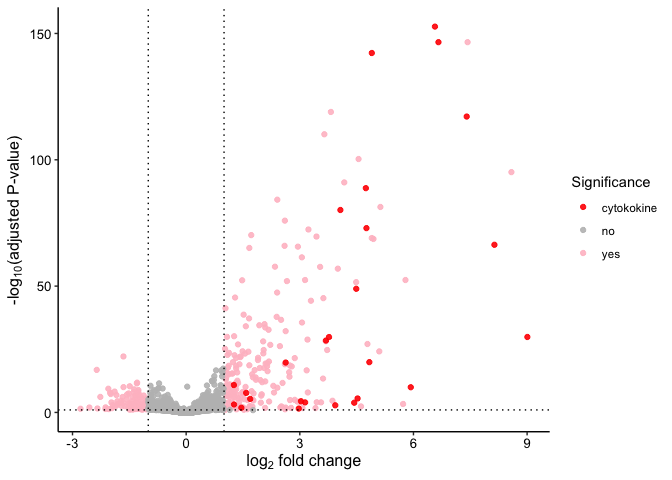 150
100
50
0
-log10(adjusted P-value)
-3
0
3
6
9
log2 fold change
Significance
cytokokine
no
yes